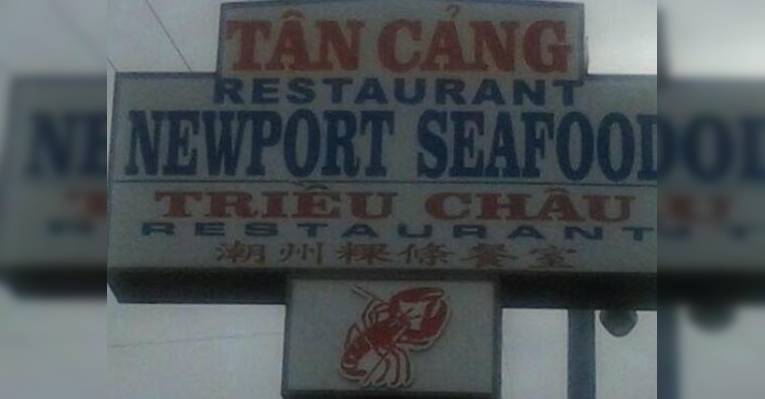 TÂN CẢNG
RESTAURANT
NEWPORT SEAFOOD
TRIỀU CHÂU
RESTAURANT
潮州粿條餐室